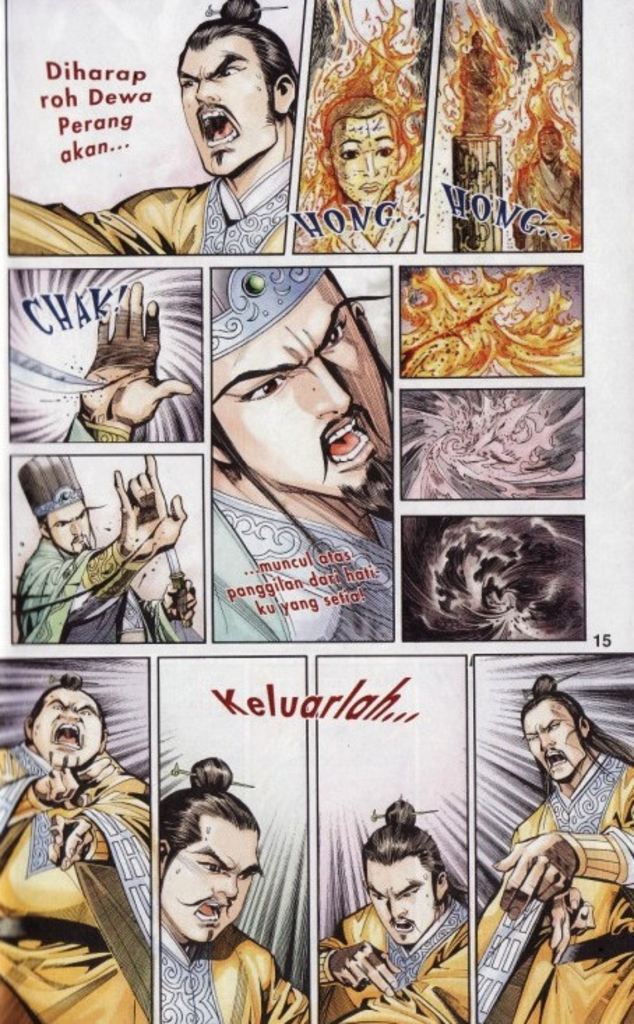 Diharap
roh Dewa
Perang
akan...
HONG...
HONG...
CHAK!
...muncul atas
panggilan dari hati-
ku yang setia!
15
Keluarlah...